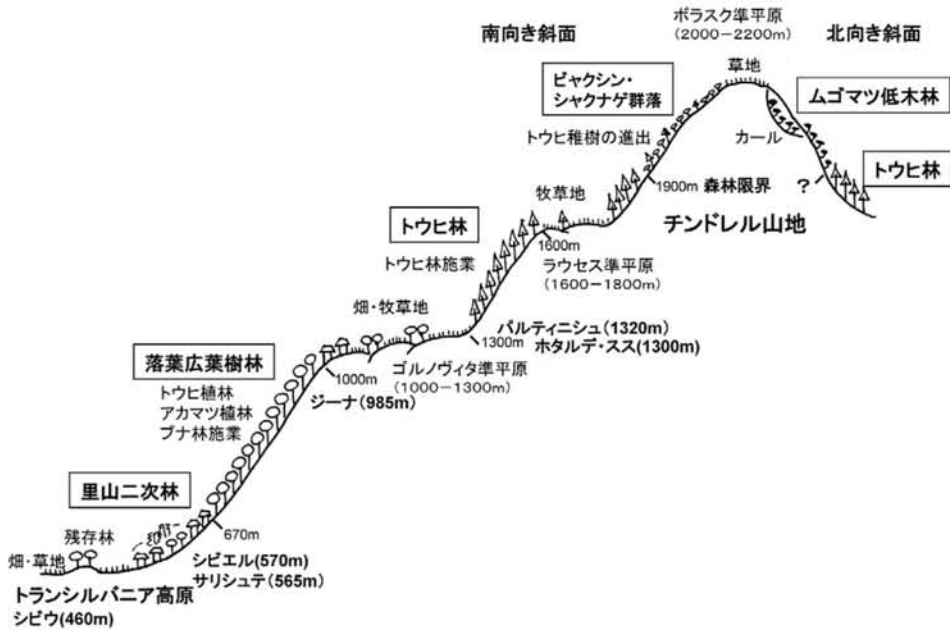 ボラスク準平原
(2000－2200m)
南向き斜面
北向き斜面
草地
ビャクシン・
シャクナゲ群落
ムゴマツ低木林
トウヒ稚樹の進出
カール
トウヒ林
牧草地
1900m 森林限界
?
チンドレル山地
トウヒ林
1600m
トウヒ林施業
ラウセス準平原
(1600－1800m)
畑・牧草地
パルティニシュ(1320m)
1300m
ホタルデ・スス(1300m)
落葉広葉樹林
1000m
ゴルノヴィタ準平原
(1000－1300m)
トウヒ植林
アカマツ植林
ブナ林施業
ジーナ(985m)
里山二次林
残存林
670m
畑・草地
シビエル(570m)
サリシュテ(565m)
トランシルバニア高原
シビウ(460m)